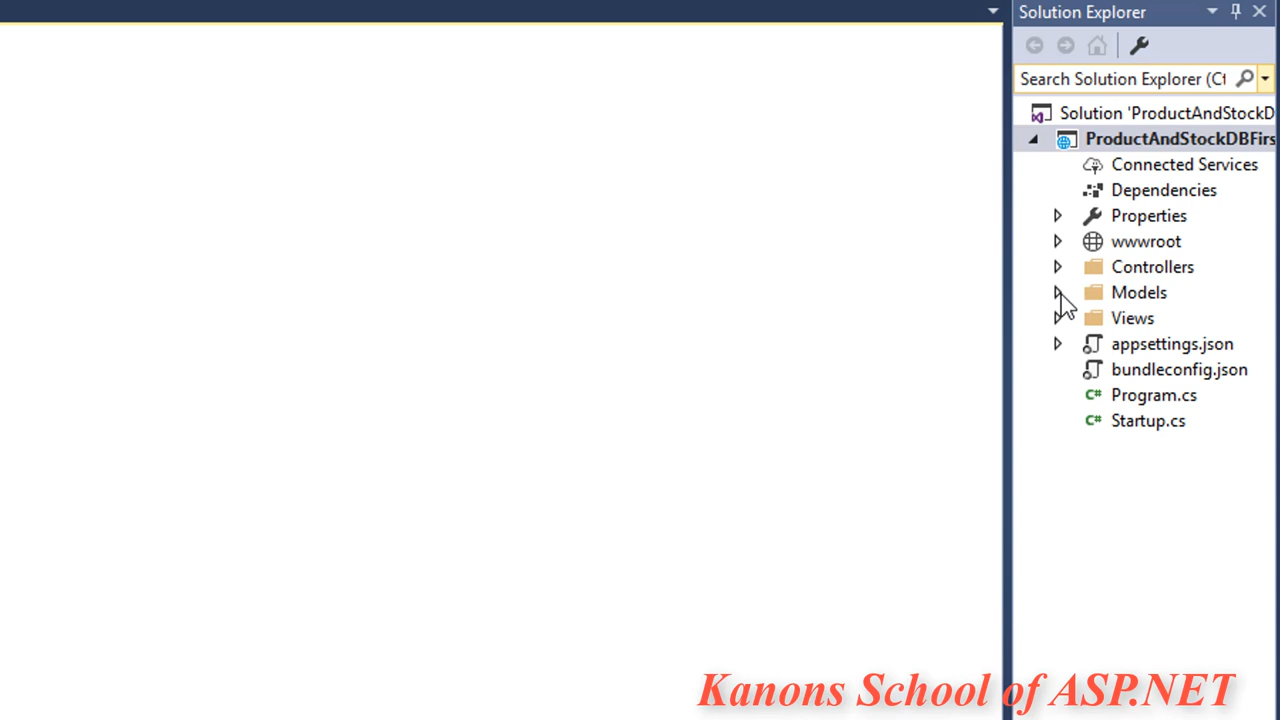 Solution Explorer
Search Solution Explorer (Ct
Solution 'ProductAndStockD
ProductAndStockDBFirs
Connected Services
Dependencies
Properties
wwwroot
Controllers
Models
Views
appsettings.json
bundleconfig.json
C# Program.cs
C# Startup.cs
Kanons School of ASP.NET